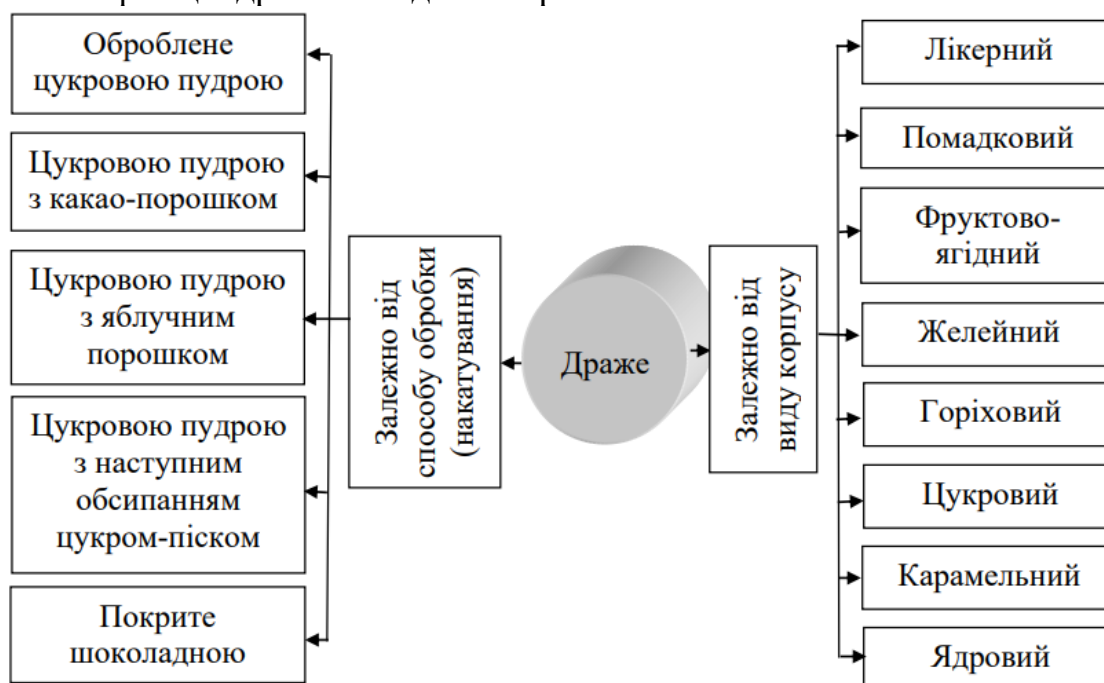 Оброблене
цукровою пудрою
Цукровою пудрою
з какао-порошком
Цукровою пудрою
з яблучним
порошком
Цукровою пудрою
з наступним
обсипанням
цукром-піском
Покрите
шоколадною
Залежно від
способу обробки
(накатування)
Драже
Залежно від
виду корпусу
Лікерний
Помадковий
Фруктово-
ягідний
Желейний
Горіховий
Цукровий
Карамельний
Ядровий